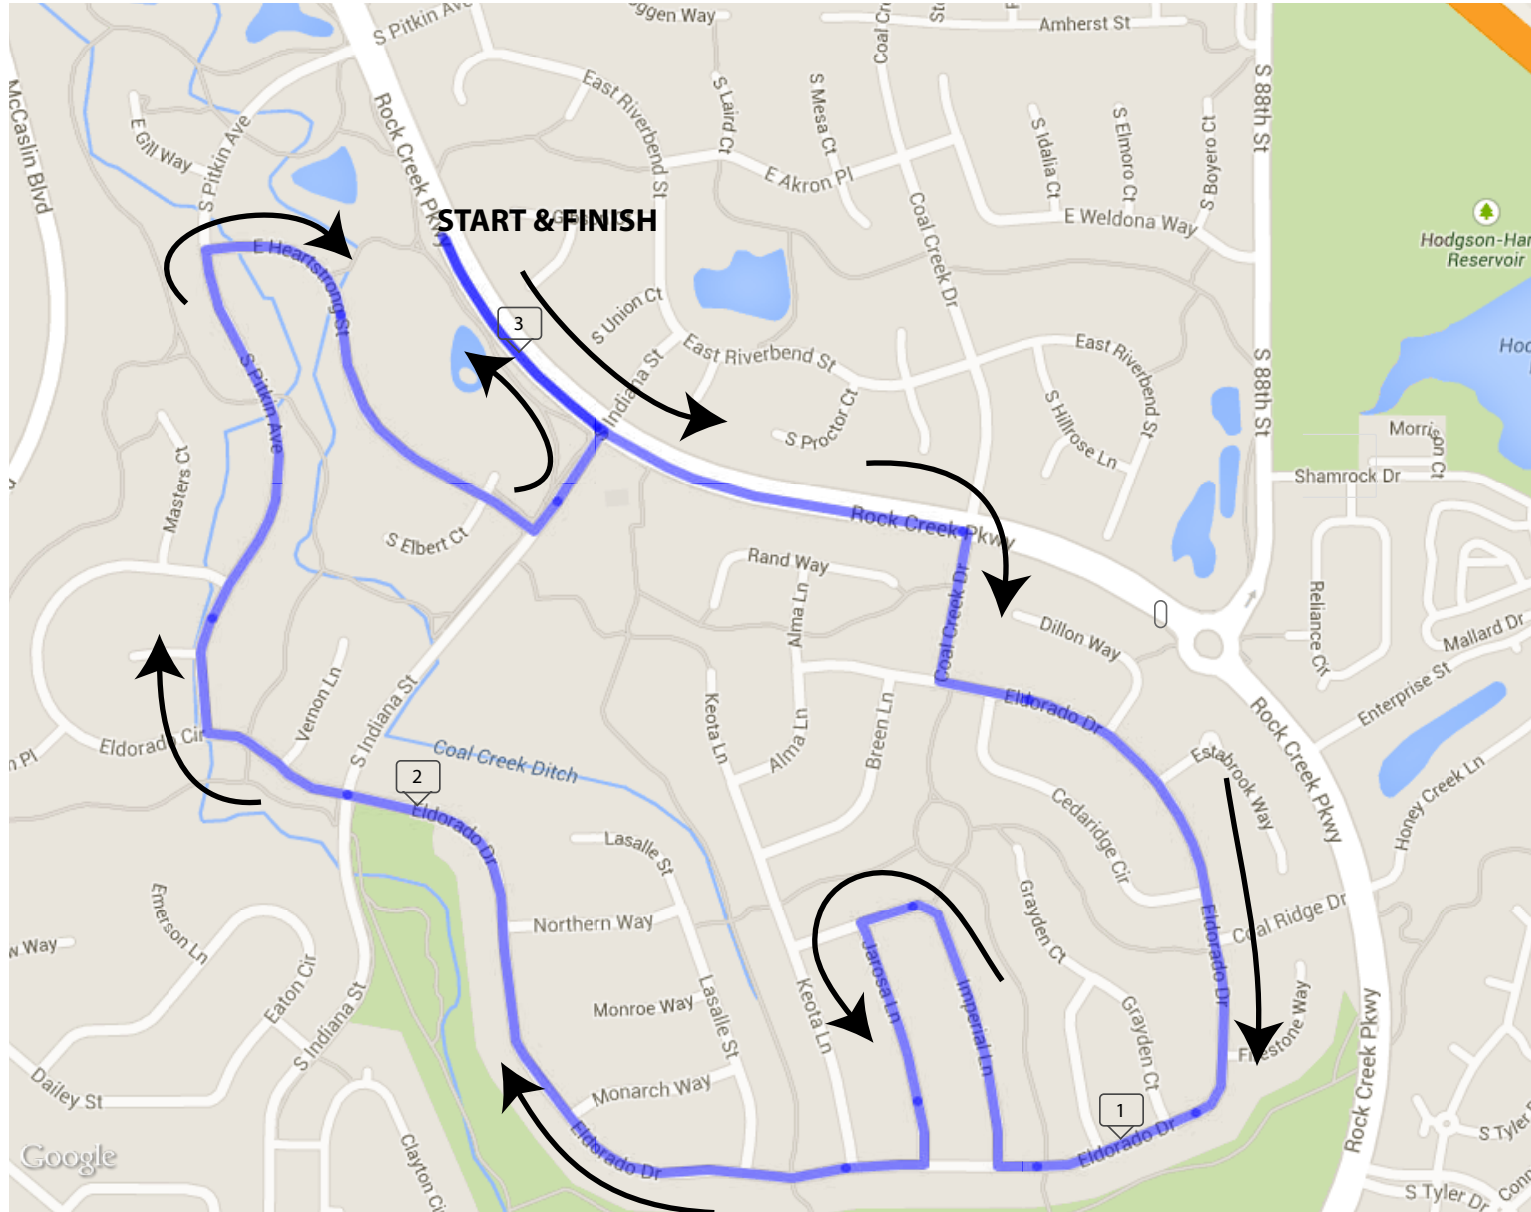 S Pitkin Ave
Amherst St
McCaslin Blvd
Rock Creek Pkwy
E Gill Way
S Pitkin Ave
East Riverbend St
S Laird Ct
S Mesa Ct
E Akron Pl
S Idalia Ct
S Elmoro Ct
S Boyero Ct
S 88th St
E Weldona Way
Coal Creek Dr
START & FINISH
Hodgson-Har
Reservoir
E Heartstrong St
3
S Union Ct
Indiana St
East Riverbend St
East Riverbend St
S Pitkin Ave
S Proctor Ct
S Hillrose Ln
S 88th St
Morrison Ct
Shamrock Dr
Masters Ct
S Elbert Ct
Rock Creek Pkwy
Rand Way
Alma Ln
Coal Creek Dr
Dillon Way
Reliance Cir
Mallard Dr
Enterprise St
Vernon Ln
S Indiana St
Eldorado Cir
Keota Ln
Alma Ln
Breen Ln
Eldorado Dr
Rock Creek Pkwy
Coal Creek Ditch
2
Eldorado Dr
Estabrook Way
Honey Creek Ln
Cedaridge Cir
Lasalle St
Emerson Ln
w Way
Northern Way
Grayden Ct
Coal Ridge Dr
Eldorado Dr
Eaton Cir
Jarosa Ln
Imperial Ln
Keota Ln
Monroe Way
Lasalle St
Grayden Ct
Firestone Way
S Indiana St
Rock Creek Pkwy
Dailey St
Monarch Way
1
Eldorado Dr
Eldorado Dr
Google
Clayton Cir
S Tyler Dr